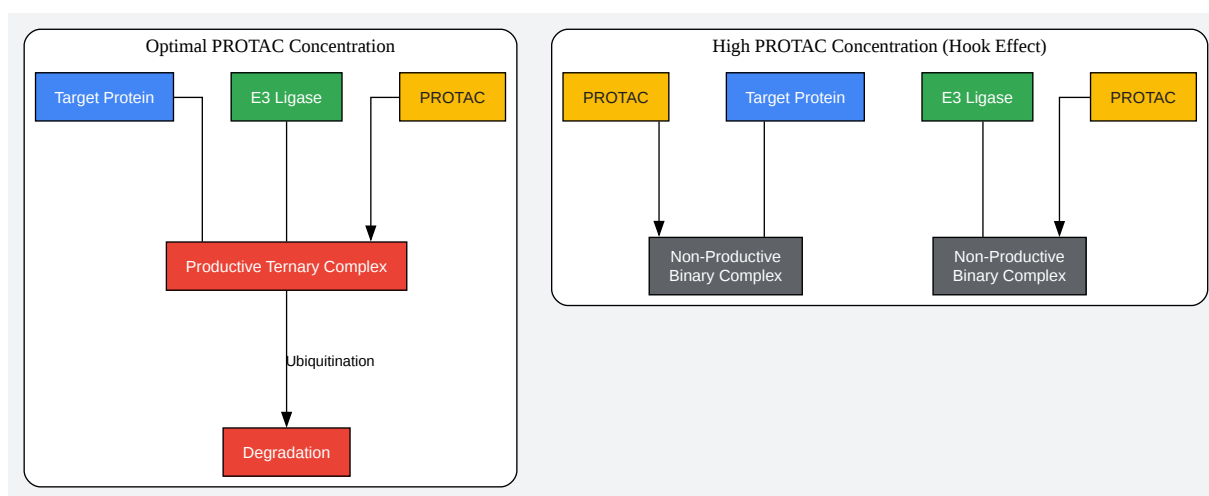 Optimal PROTAC Concentration
Target Protein
E3 Ligase
PROTAC
Productive Ternary Complex
Ubiquitination
Degradation
High PROTAC Concentration (Hook Effect)
PROTAC
Target Protein
E3 Ligase
PROTAC
Non-Productive
Binary Complex
Non-Productive
Binary Complex